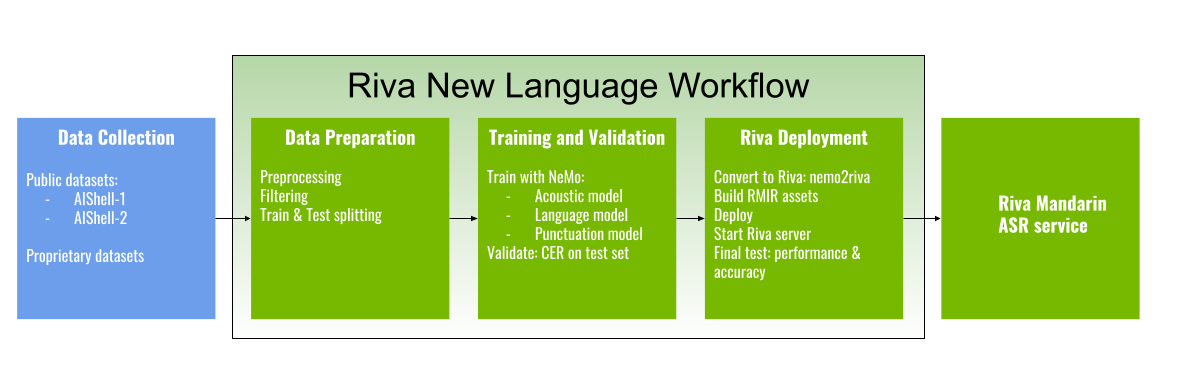 Riva New Language Workflow
Data Collection
Public datasets:
- AIShell-1
- AIShell-2
Proprietary datasets
Data Preparation
Preprocessing
Filtering
Train & Test splitting
Training and Validation
Train with NeMo:
- Acoustic model
- Language model
- Punctuation model
Validate: CER on test set
Riva Deployment
Convert to Riva: nemo2riva
Build RMIR assets
Deploy
Start Riva server
Final test: performance &
accuracy
Riva Mandarin
ASR service